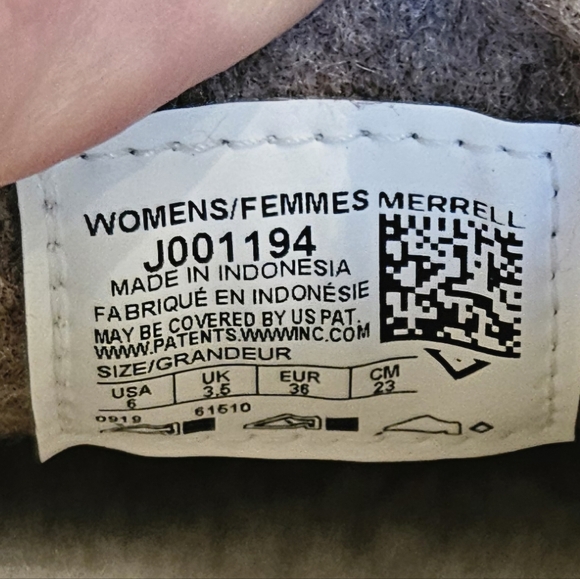 WOMENS/FEMMES MERRELL
J001194
MADE IN INDONESIA
FABRIQUÉ EN INDONÉSIE
MAY BE COVERED BY US PAT.
WWW.PATENTS.WWWINC.COM
SIZE/GRANDEUR
USA UK EUR CM
6 3.5 36 23
0919 61510